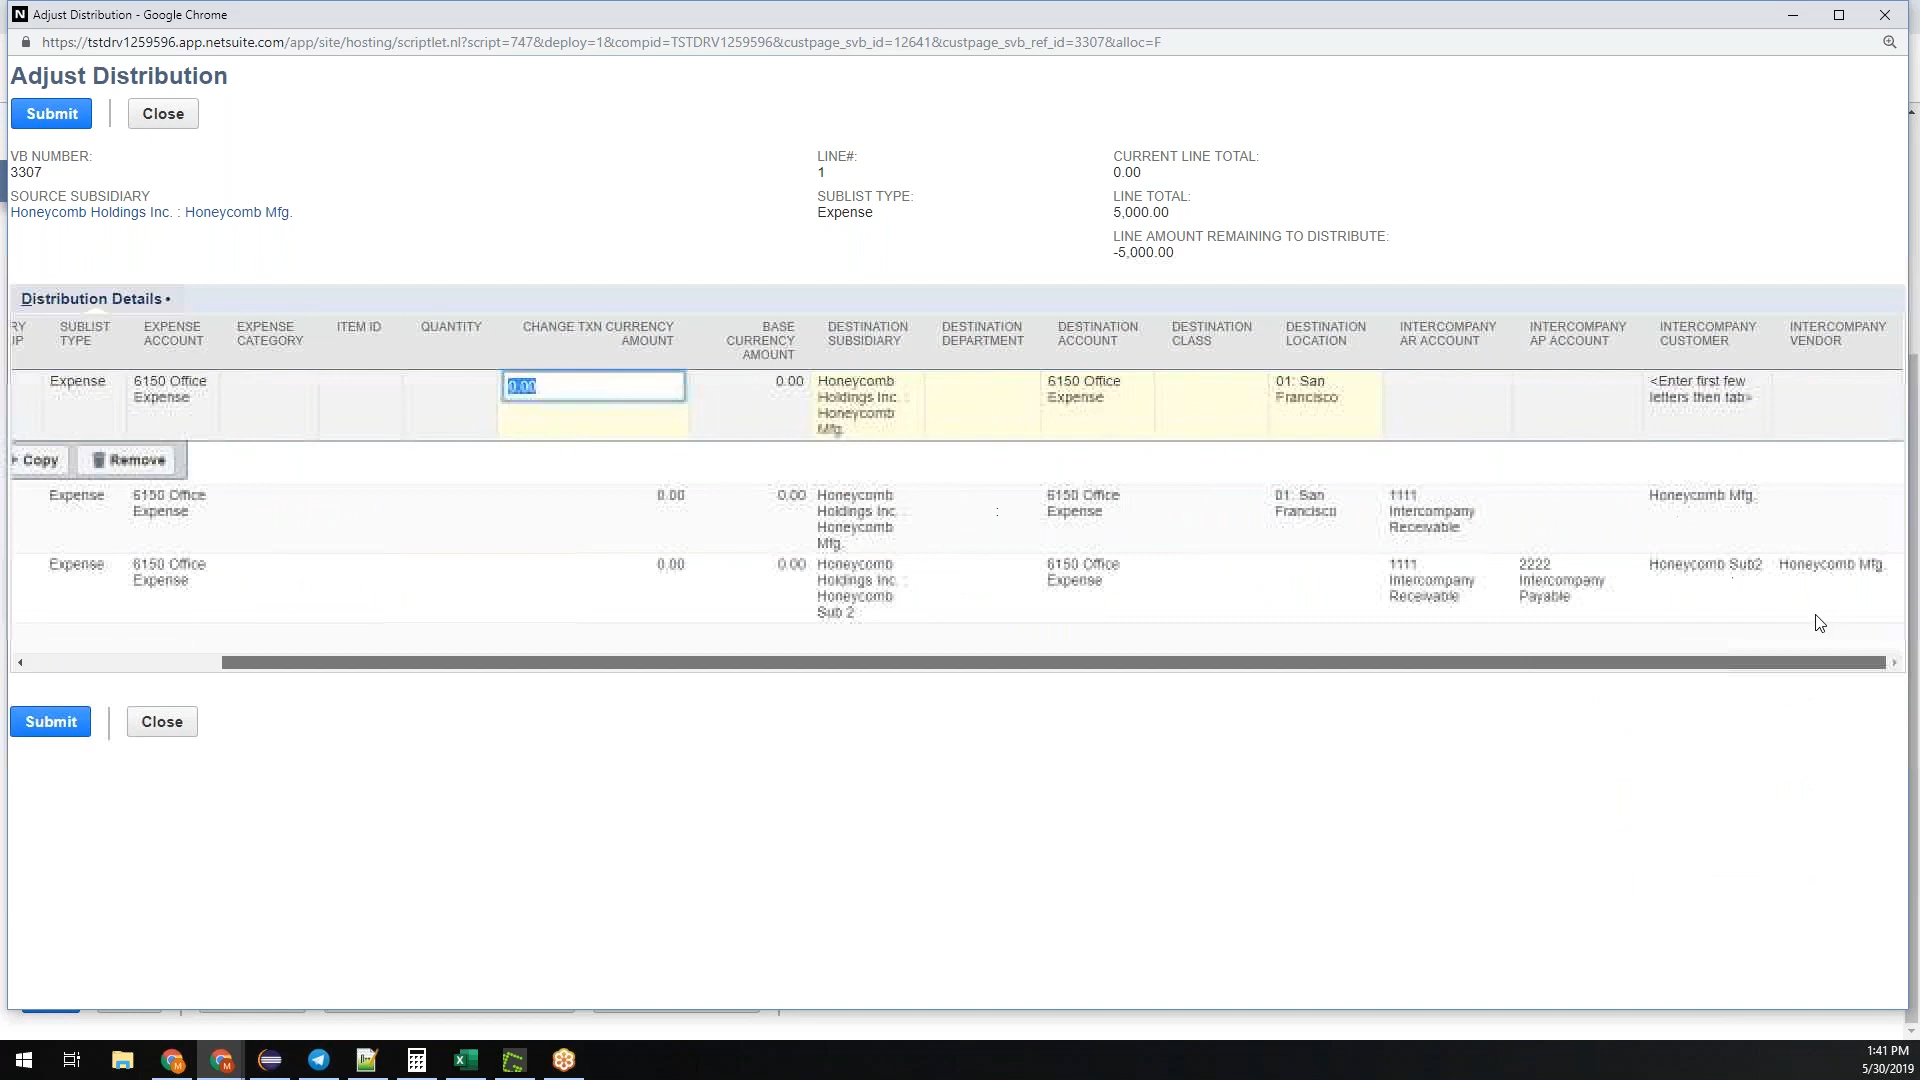 Adjust Distribution - Google Chrome
https://tstdrv1259596.app.netsuite.com/app/site/hosting/scriptlet.nl?script=747&deploy=1&compid=TSTDRV1259596&custpage_svb_id=12641&custpage_svb_ref_id=3307&alloc=F
Adjust Distribution
Submit Close
VB NUMBER: LINE#: CURRENT LINE TOTAL:
3307 1 0.00
SOURCE SUBSIDIARY SUBLIST TYPE: LINE TOTAL:
Honeycomb Holdings Inc. : Honeycomb Mfg. Expense 5,000.00
LINE AMOUNT REMAINING TO DISTRIBUTE:
-5,000.00
Distribution Details •
RY SUBLIST EXPENSE EXPENSE ITEM ID QUANTITY CHANGE TXN CURRENCY BASE DESTINATION DESTINATION DESTINATION DESTINATION DESTINATION INTERCOMPANY INTERCOMPANY INTERCOMPANY INTERCOMPANY
IP TYPE ACCOUNT CATEGORY AMOUNT CURRENCY SUBSIDIARY DEPARTMENT ACCOUNT CLASS LOCATION AR ACCOUNT AP ACCOUNT CUSTOMER VENDOR
AMOUNT
Expense 6150 Office 0.00 0.00 Honeycomb 6150 Office 01: San <Enter first few
Expense Holdings Inc. : Expense Francisco letters then tab>
Honeycomb
Mfg.
Copy Remove
Expense 6150 Office 0.00 0.00 Honeycomb 6150 Office 01: San 1111 Honeycomb Mfg.
Expense Holdings Inc. : Expense Francisco Intercompany
Honeycomb Receivable
Mfg.
Expense 6150 Office 0.00 0.00 Honeycomb 6150 Office 1111 2222 Honeycomb Sub2 Honeycomb Mfg.
Expense Holdings Inc. : Expense Intercompany Intercompany
Honeycomb Receivable Payable
Sub 2
Submit Close
1:41 PM
5/30/2019